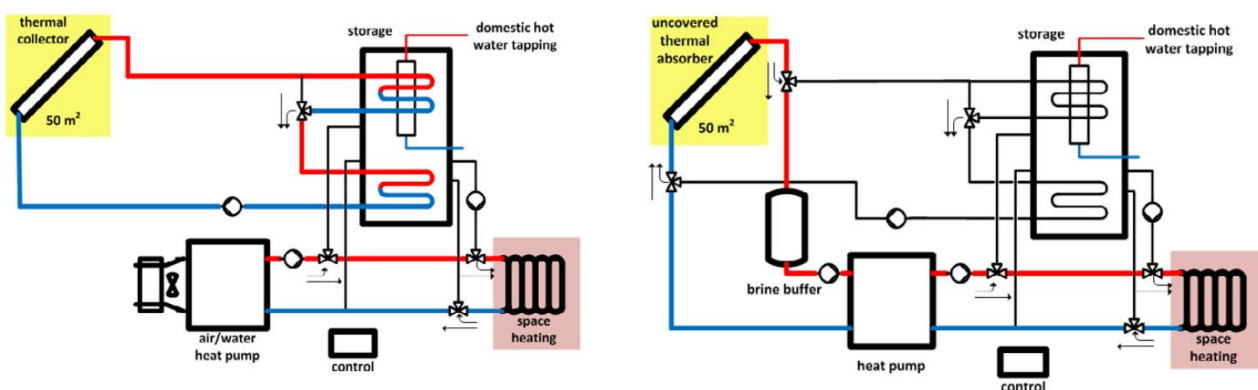 thermal
collector
50 m²
storage
domestic hot
water tapping
air/water
heat pump
control
space
heating
uncovered
thermal
absorber
50 m²
storage
domestic hot
water tapping
brine buffer
heat pump
control
space
heating